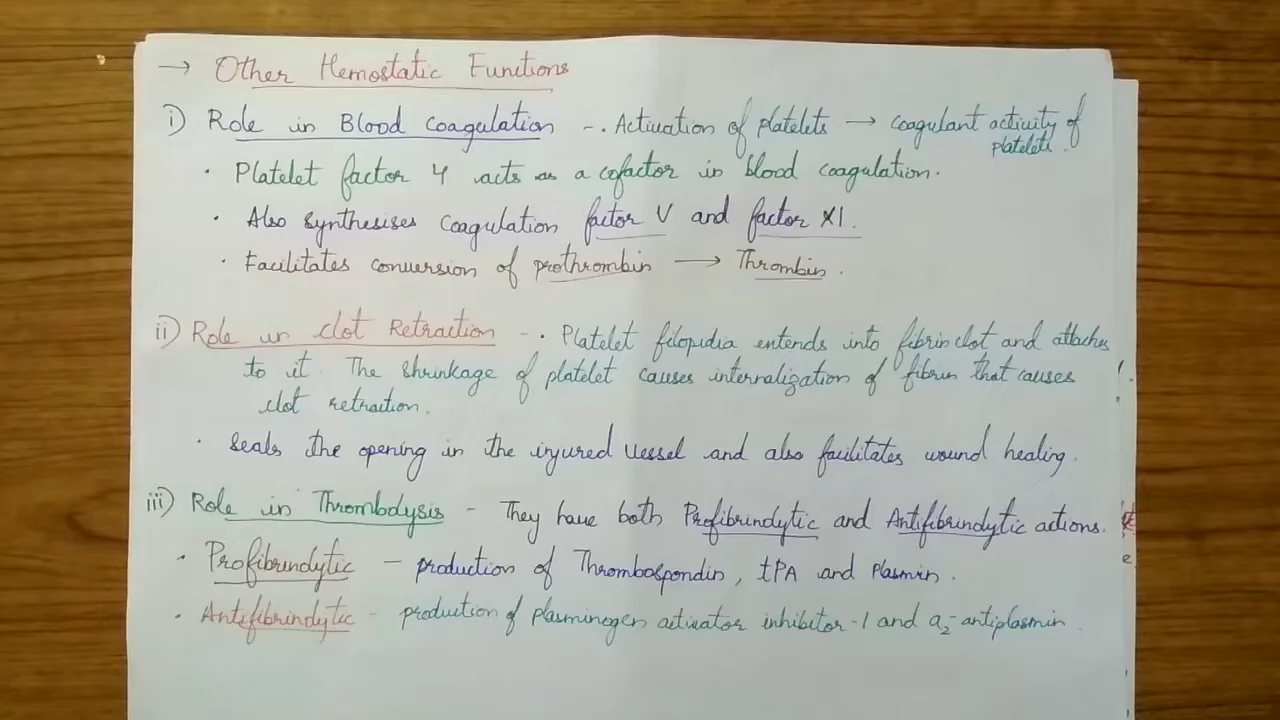 → Other Hemostatic Functions
i) Role in Blood coagulation -. Activation of platelets → coagulant activity of
platelets.
· Platelet factor 4 acts as a cofactor in blood coagulation.
· Also synthesises coagulation factor V and factor XI.
· Facilitates conversion of prothrombin → Thrombin.
ii) Role in clot Retraction -. Platelet filopidia entends into fibrin clot and attaches
to it. The shrinkage of platelet causes internalization of fibrin that causes
clot retraction.
· Seals the opening in the injured vessel and also facilitates wound healing.
iii) Role in Thrombolysis - They have both Profibrinolytic and Antifibrinolytic actions.
· Profibrinolytic - production of Thrombospondin, tPA and Plasmin.
· Antifibrinolytic - production of plasminogen activator inhibitor-1 and a2-antiplasmin
e